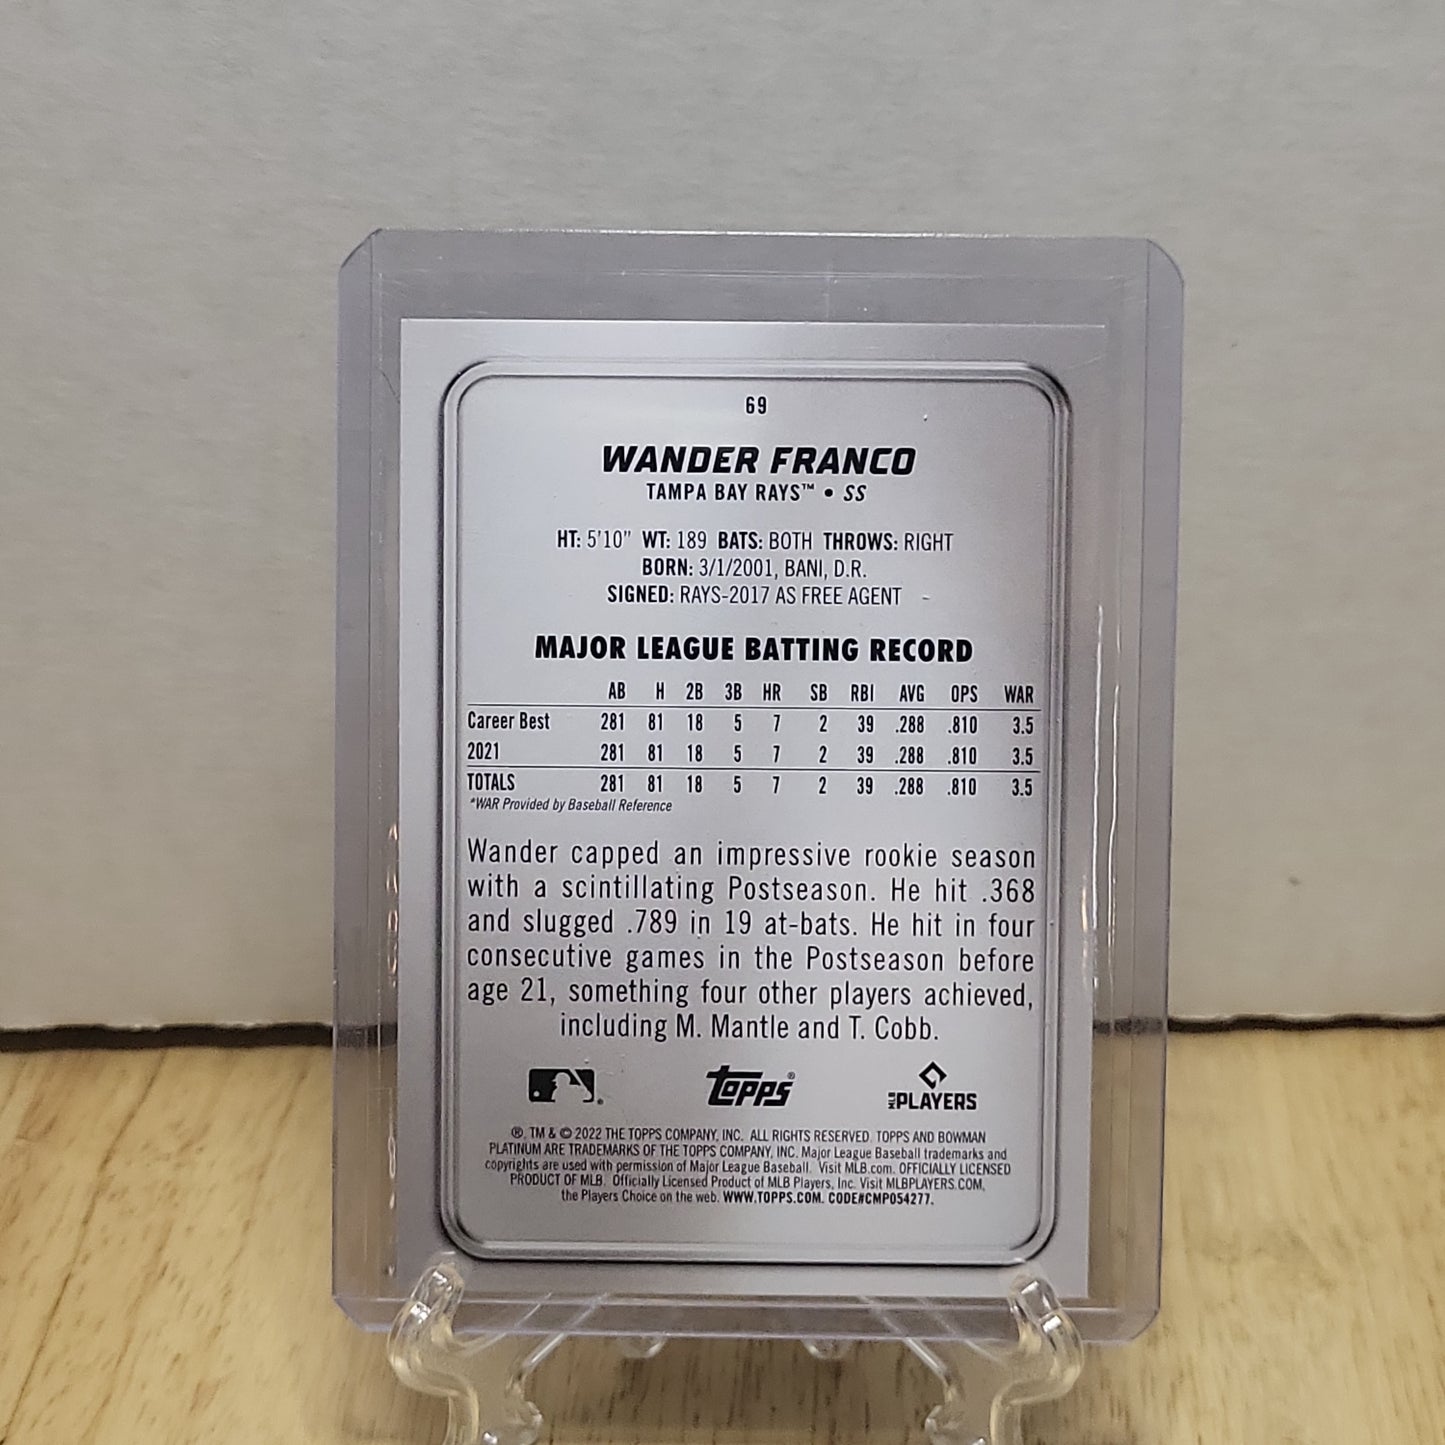 69
WANDER FRANCO
TAMPA BAY RAYS™ • SS
HT: 5'10" WT: 189 BATS: BOTH THROWS: RIGHT
BORN: 3/1/2001, BANI, D.R.
SIGNED: RAYS-2017 AS FREE AGENT
MAJOR LEAGUE BATTING RECORD
AB H 2B 3B HR SB RBI AVG OPS WAR
Career Best 281 81 18 5 7 2 39 .288 .810 3.5
2021 281 81 18 5 7 2 39 .288 .810 3.5
TOTALS 281 81 18 5 7 2 39 .288 .810 3.5
*WAR Provided by Baseball Reference
Wander capped an impressive rookie season
with a scintillating Postseason. He hit .368
and slugged .789 in 19 at-bats. He hit in four
consecutive games in the Postseason before
age 21, something four other players achieved,
including M. Mantle and T. Cobb.
topps® MLB PLAYERS
®, TM & © 2022 THE TOPPS COMPANY, INC. ALL RIGHTS RESERVED. TOPPS AND BOWMAN
PLATINUM ARE TRADEMARKS OF THE TOPPS COMPANY, INC. Major League Baseball trademarks and
copyrights are used with permission of Major League Baseball. Visit MLB.com. OFFICIALLY LICENSED
PRODUCT OF MLB. Officially Licensed Product of MLB Players, Inc. Visit MLBPLAYERS.COM,
the Players Choice on the web. WWW.TOPPS.COM. CODE#CMP054277.